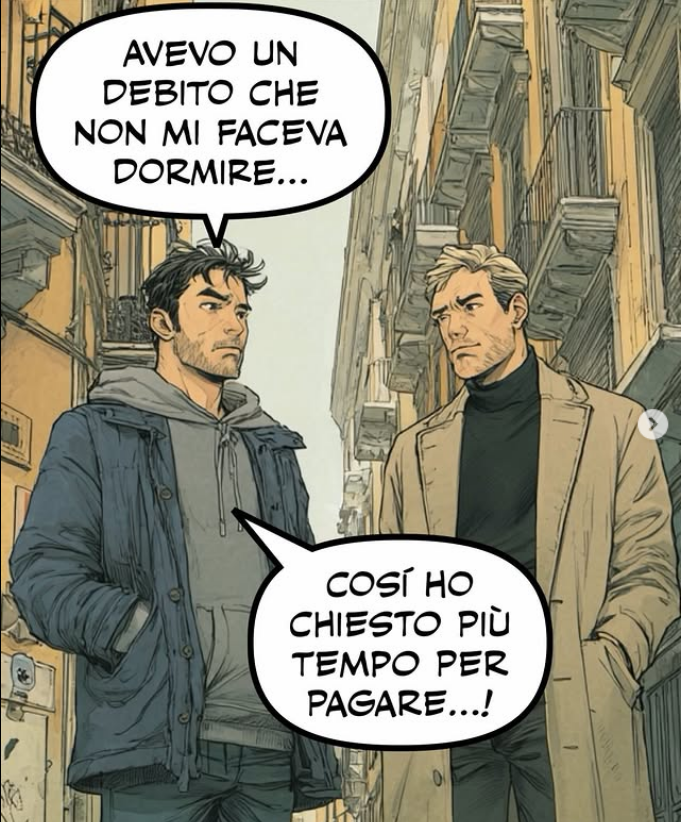 AVEVO UN
DEBITO CHE
NON MI FACEVA
DORMIRE...
COSÍ HO
CHIESTO PIÙ
TEMPO PER
PAGARE...!